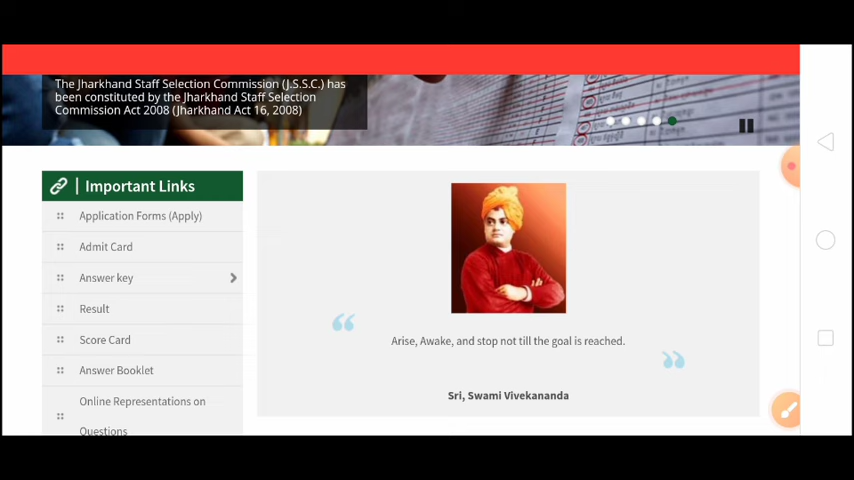 The Jharkhand Staff Selection Commission (J.S.S.C.) has
been constituted by the Jharkhand Staff Selection
Commission Act 2008 (Jharkhand Act 16, 2008)
Important Links
Application Forms (Apply)
Admit Card
Answer key
Result
Score Card
Answer Booklet
Online Representations on
Questions
“
Arise, Awake, and stop not till the goal is reached.
”
Sri, Swami Vivekananda